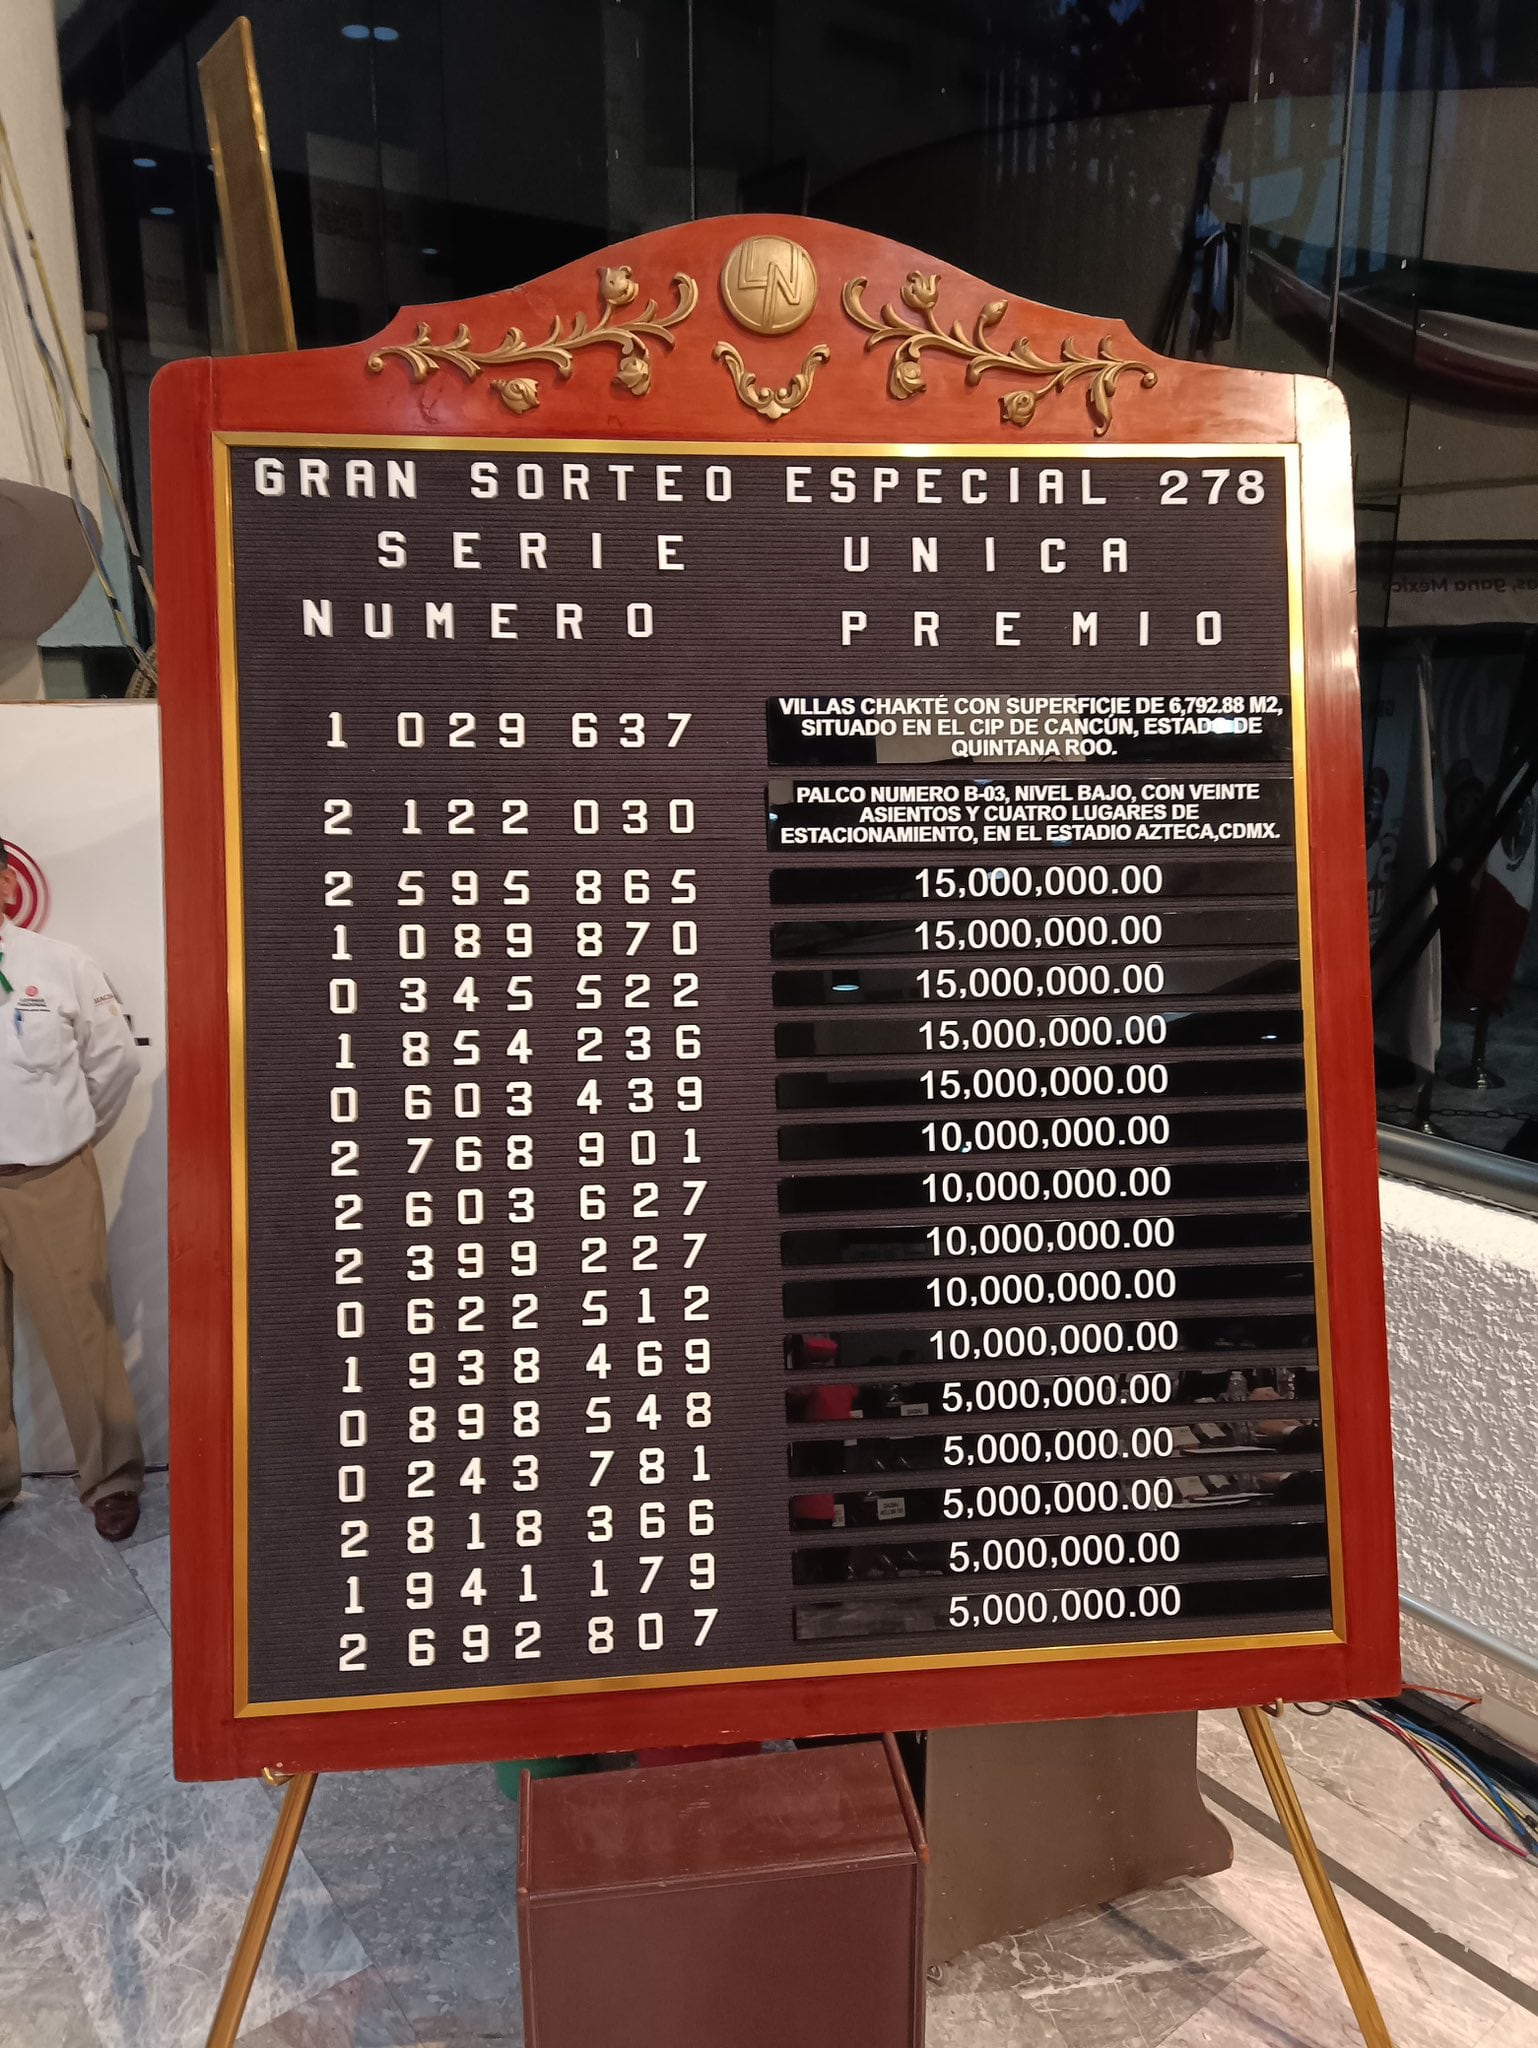 LN
GRAN SORTEO ESPECIAL 278
SERIE UNICA
NUMERO PREMIO
1 029 637 VILLAS CHAKTÉ CON SUPERFICIE DE 6,792.88 M2,
SITUADO EN EL CIP DE CANCÚN, ESTADO DE
QUINTANA ROO.
2 122 030 PALCO NUMERO B-03, NIVEL BAJO, CON VEINTE
ASIENTOS Y CUATRO LUGARES DE
ESTACIONAMIENTO, EN EL ESTADIO AZTECA,CDMX.
2 595 865 15,000,000.00
1 089 870 15,000,000.00
0 345 522 15,000,000.00
1 854 236 15,000,000.00
0 603 439 15,000,000.00
2 768 901 10,000,000.00
2 603 627 10,000,000.00
2 399 227 10,000,000.00
0 622 512 10,000,000.00
1 938 469 10,000,000.00
0 898 548 5,000,000.00
0 243 781 5,000,000.00
2 818 366 5,000,000.00
1 941 179 5,000,000.00
2 692 807 5,000,000.00